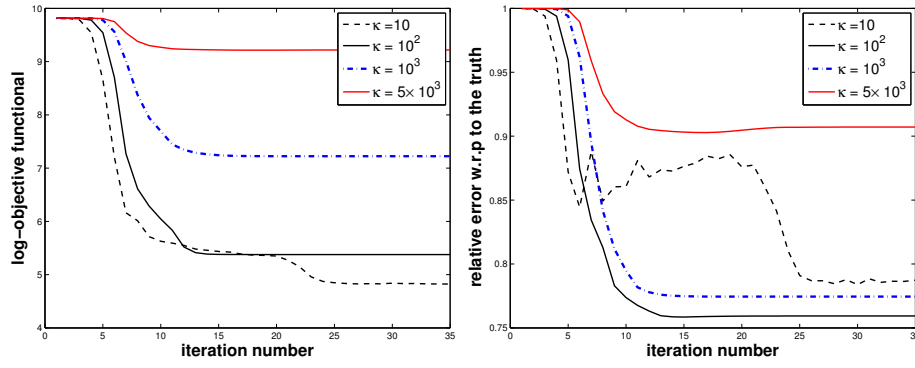 10
9
8
7
6
5
4
log−objective functional
0
5
10
15
20
25
30
35
iteration number
κ = 10
κ = 10²
κ = 10³
κ = 5× 10³
1
0.95
0.9
0.85
0.8
0.75
relative error w.r.p to the truth
0
5
10
15
20
25
30
35
iteration number
κ = 10
κ = 10²
κ = 10³
κ = 5× 10³